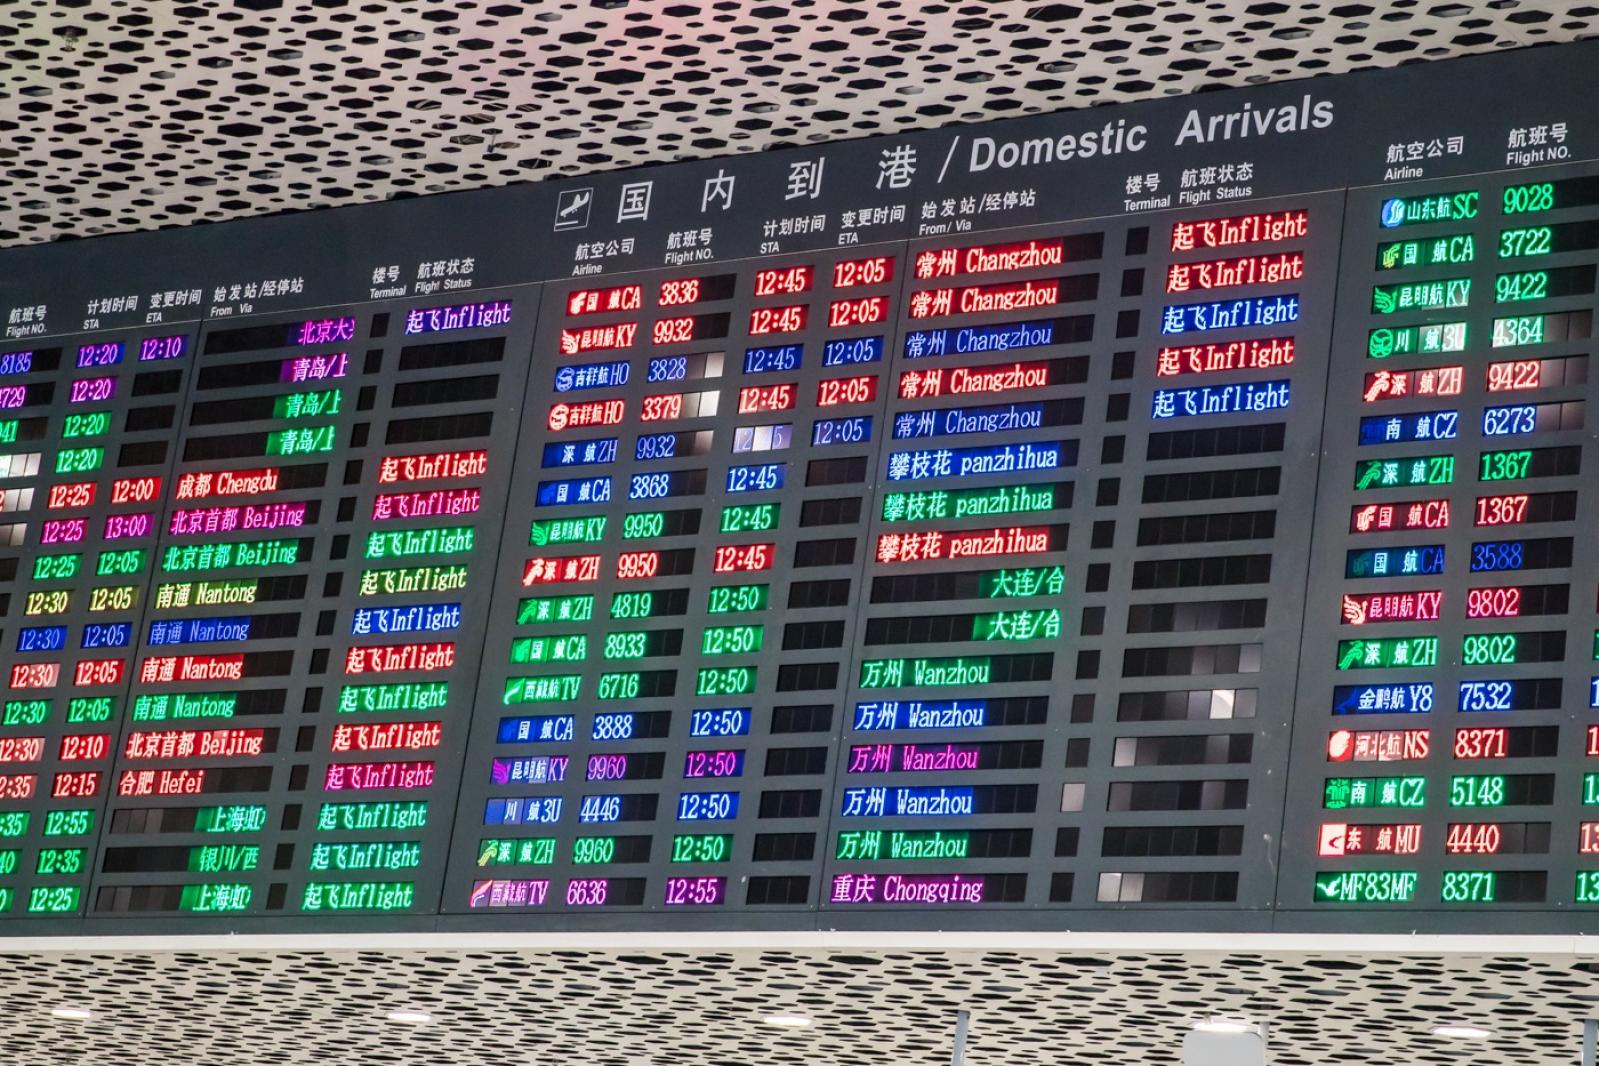 国 内 到 港 / Domestic Arrivals
航班号 计划时间 变更时间 始发站/经停站 楼号 航班状态
Flight NO. STA ETA From Via Terminal Flight Status
8185 12:20 12:10 北京大 起飞Inflight
4729 12:20 青岛/上
41 12:20 青岛/上
12:20 青岛/上
12:25 12:00 成都 Chengdu 起飞Inflight
12:25 13:00 北京首都 Beijing 起飞Inflight
12:25 12:05 北京首都 Beijing 起飞Inflight
12:30 12:05 南通 Nantong 起飞Inflight
12:30 12:05 南通 Nantong 起飞Inflight
12:30 12:05 南通 Nantong 起飞Inflight
12:30 12:05 南通 Nantong 起飞Inflight
12:30 12:10 北京首都 Beijing 起飞Inflight
12:35 12:15 合肥 Hefei 起飞Inflight
:35 12:55 上海虹 起飞Inflight
40 12:35 银川/西 起飞Inflight
0 12:25 上海虹 起飞Inflight
航空公司 航班号 计划时间 变更时间 始发站/经停站 楼号 航班状态
Airline Flight NO. STA ETA From/ Via Terminal Flight Status
国 航CA 3836 12:45 12:05 常州 Changzhou 起飞Inflight
昆明航KY 9932 12:45 12:05 常州 Changzhou 起飞Inflight
吉祥航HO 3828 12:45 12:05 常州 Changzhou 起飞Inflight
吉祥航HO 3379 12:45 12:05 常州 Changzhou 起飞Inflight
深 航ZH 9932 12:05 常州 Changzhou 起飞Inflight
国 航CA 3868 12:45 攀枝花 panzhihua
昆明航KY 9950 12:45 攀枝花 panzhihua
深 航ZH 9950 12:45 攀枝花 panzhihua
深 航ZH 4819 12:50 大连/合
国 航CA 8933 12:50 大连/合
西藏航TV 6716 12:50 万州 Wanzhou
国 航CA 3888 12:50 万州 Wanzhou
昆明航KY 9960 12:50 万州 Wanzhou
川 航3U 4446 12:50 万州 Wanzhou
深 航ZH 9960 12:50 万州 Wanzhou
西藏航TV 6636 12:55 重庆 Chongqing
航空公司 航班号
Airline Flight NO.
山东航SC 9028
国 航CA 3722
昆明航KY 9422
川 航3U 4364
深 航ZH 9422
南 航CZ 6273
深 航ZH 1367
国 航CA 1367
国 航CA 3588
昆明航KY 9802
深 航ZH 9802
金鹏航Y8 7532
河北航NS 8371
南 航CZ 5148
东 航MU 4440
MF83MF 8371